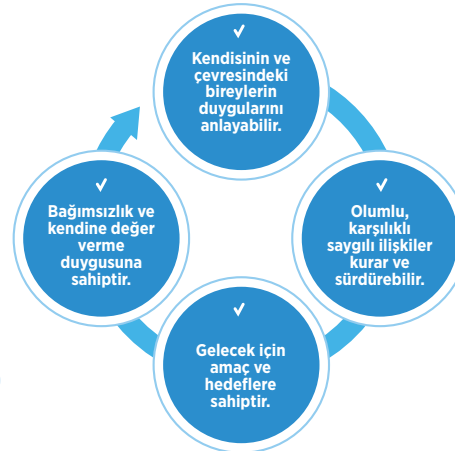 Kendisinin ve
çevresindeki
bireylerin
duygularını
anlayabilir.
Olumlu,
karşılıklı
saygılı ilişkiler
kurar ve
sürdürebilir.
Gelecek için
amaç ve
hedeflere
sahiptir.
Bağımsızlık ve
kendine değer
verme
duygusuna
sahiptir.